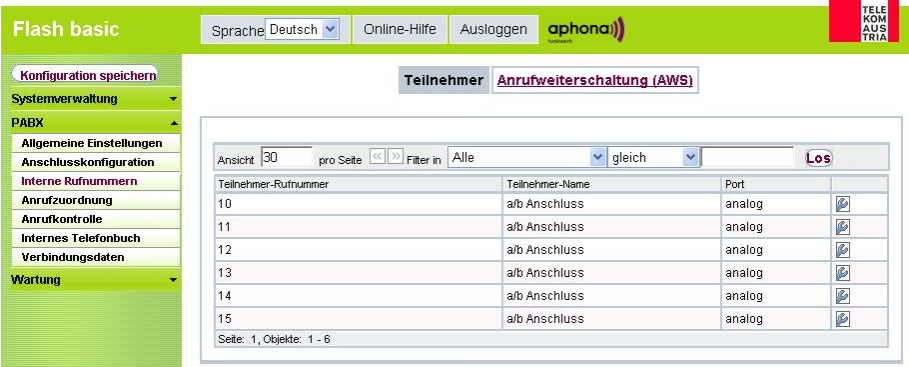 Flash basic
Sprache Deutsch Online-Hilfe Ausloggen aphona funkwerk
TELE
KOM
AUS
TRIA
Konfiguration speichern
Systemverwaltung
PABX
Allgemeine Einstellungen
Anschlusskonfiguration
Interne Rufnummern
Anrufzuordnung
Anrufkontrolle
Internes Telefonbuch
Verbindungsdaten
Wartung
Teilnehmer Anrufweiterschaltung (AWS)
Ansicht 30 pro Seite << >> Filter in Alle gleich Los
Teilnehmer-Rufnummer Teilnehmer-Name Port
10 a/b Anschluss analog
11 a/b Anschluss analog
12 a/b Anschluss analog
13 a/b Anschluss analog
14 a/b Anschluss analog
15 a/b Anschluss analog
Seite: 1, Objekte: 1 - 6